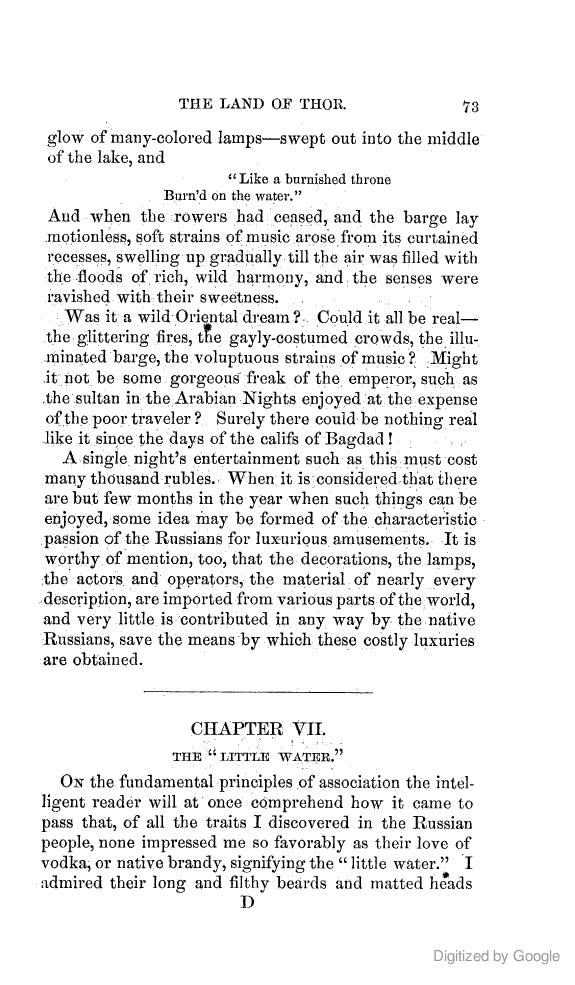 THE LAND OF THOR. 73
glow of many-colored lamps—swept out into the middle
of the lake, and
“Like a burnished throne
Burn’d on the water.”
And when the rowers had ceased, and the barge lay
motionless, soft strains of music arose from its curtained
recesses, swelling up gradually till the air was filled with
the floods of rich, wild harmony, and the senses were
ravished with their sweetness.
Was it a wild Oriental dream? Could it all be real—
the glittering fires, the gayly-costumed crowds, the illu-
minated barge, the voluptuous strains of music? Might
it not be some gorgeous freak of the emperor, such as
the sultan in the Arabian Nights enjoyed at the expense
of the poor traveler? Surely there could be nothing real
like it since the days of the califs of Bagdad!
A single night’s entertainment such as this must cost
many thousand rubles. When it is considered that there
are but few months in the year when such things can be
enjoyed, some idea may be formed of the characteristic
passion of the Russians for luxurious amusements. It is
worthy of mention, too, that the decorations, the lamps,
the actors and operators, the material of nearly every
description, are imported from various parts of the world,
and very little is contributed in any way by the native
Russians, save the means by which these costly luxuries
are obtained.
CHAPTER VII.
THE “LITTLE WATER.”
ON the fundamental principles of association the intel-
ligent reader will at once comprehend how it came to
pass that, of all the traits I discovered in the Russian
people, none impressed me so favorably as their love of
vodka, or native brandy, signifying the “little water.” I
admired their long and filthy beards and matted heads
D
Digitized by Google